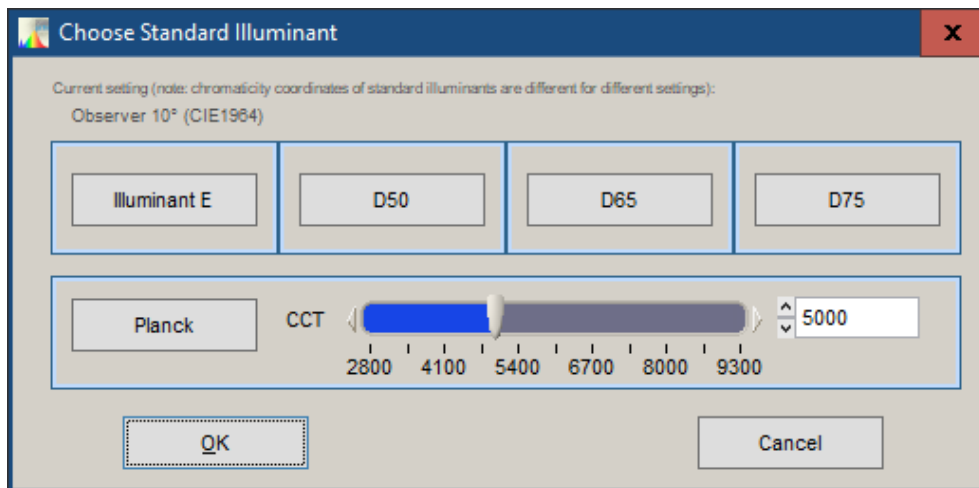 Choose Standard Illuminant
Current setting (note: chromaticity coordinates of standard illuminants are different for different settings):
Observer 10° (CIE1964)
Illuminant E D50 D65 D75
Planck CCT 5000
2800 4100 5400 6700 8000 9300
OK Cancel